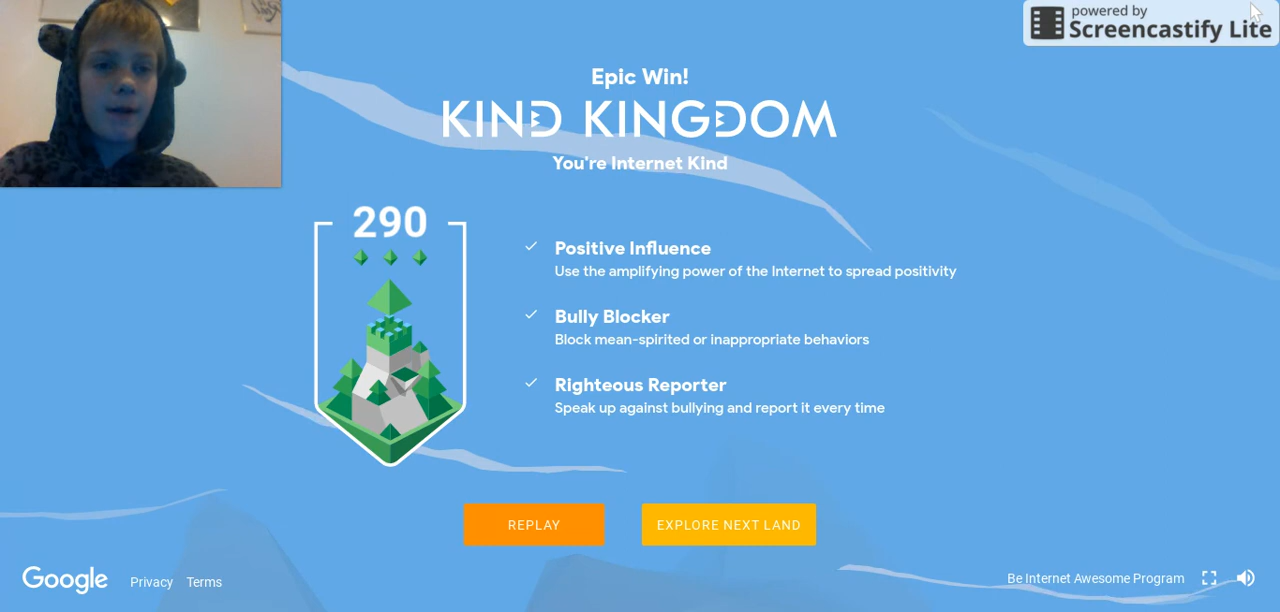 powered by
Screencastify Lite
Epic Win!
KIND KINGDOM
You're Internet Kind
290
Positive Influence
Use the amplifying power of the Internet to spread positivity
Bully Blocker
Block mean-spirited or inappropriate behaviors
Righteous Reporter
Speak up against bullying and report it every time
REPLAY
EXPLORE NEXT LAND
Google
Privacy
Terms
Be Internet Awesome Program